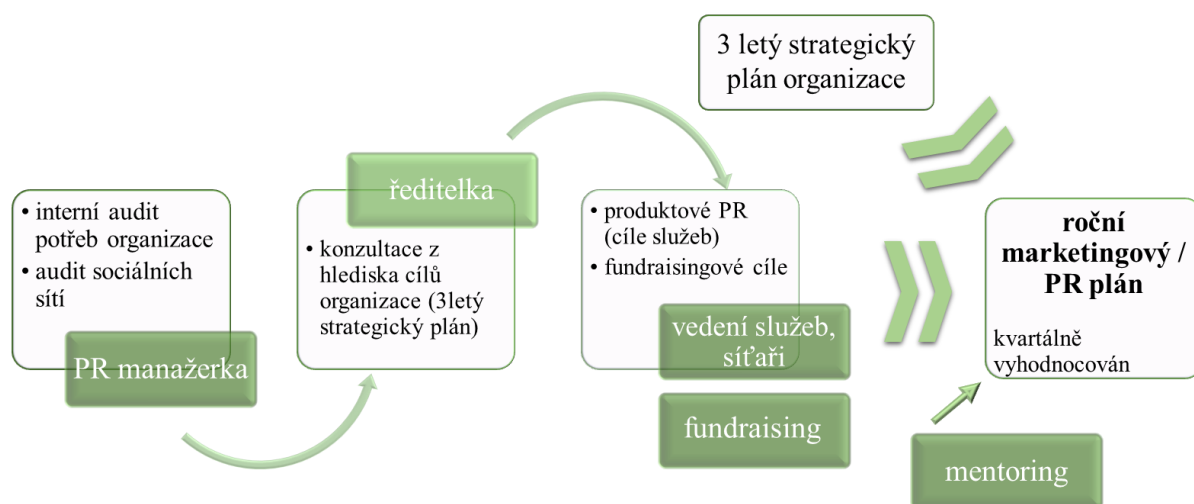 3 letý strategický
plán organizace
ředitelka
• interní audit
potřeb organizace
• audit sociálních
sítí
PR manažerka
• konzultace z
hlediska cílů
organizace (3letý
strategický plán)
• produktové PR
(cíle služeb)
• fundraisingové cíle
vedení služeb,
síťaři
fundraising
roční
marketingový /
PR plán
kvartálně
vyhodnocován
mentoring